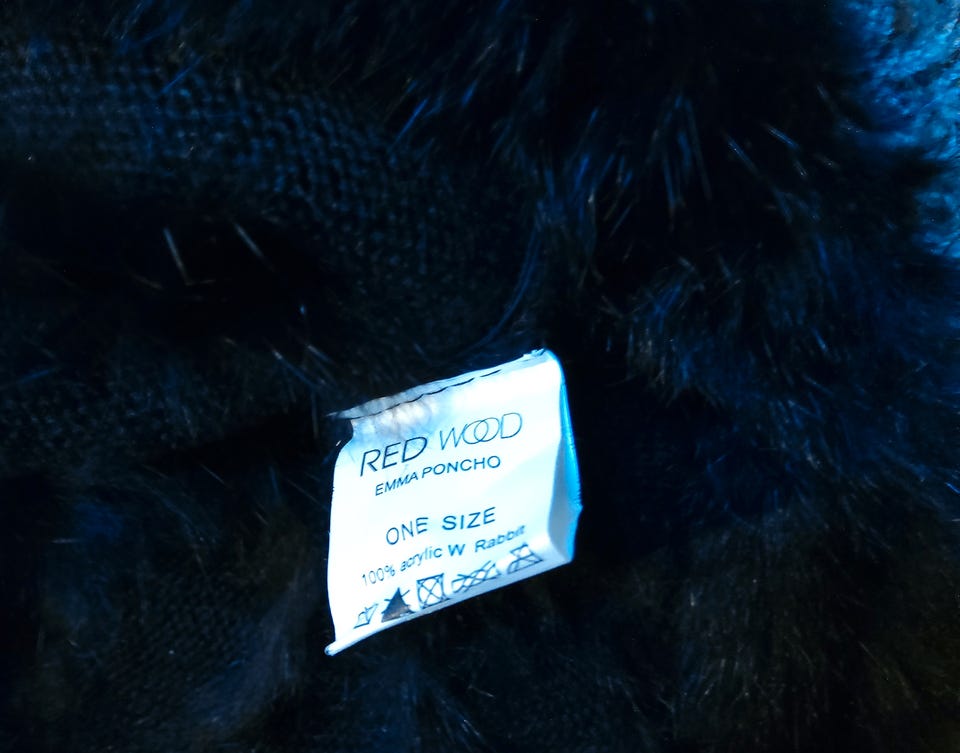 RED WOOD
EMMA PONCHO
ONE SIZE
100% acrylic W Rabbit